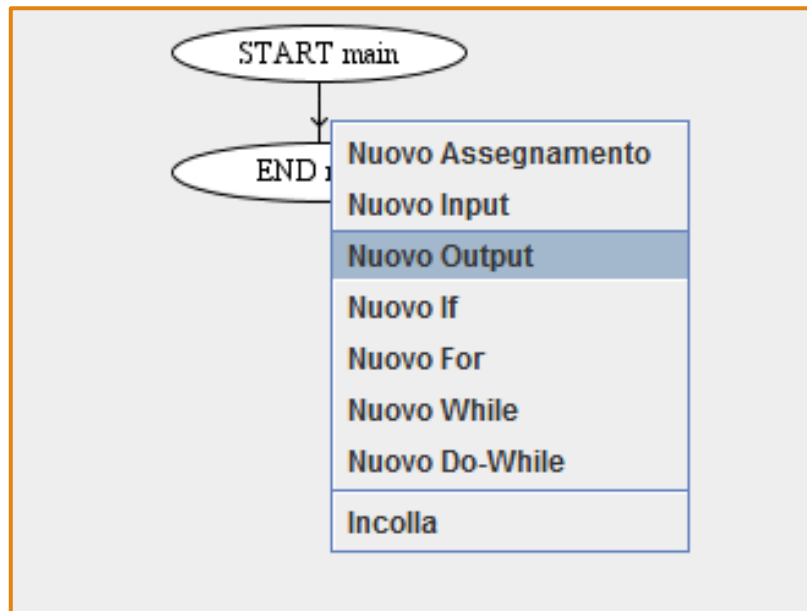 START main
END
Nuovo Assegnamento
Nuovo Input
Nuovo Output
Nuovo If
Nuovo For
Nuovo While
Nuovo Do-While
Incolla